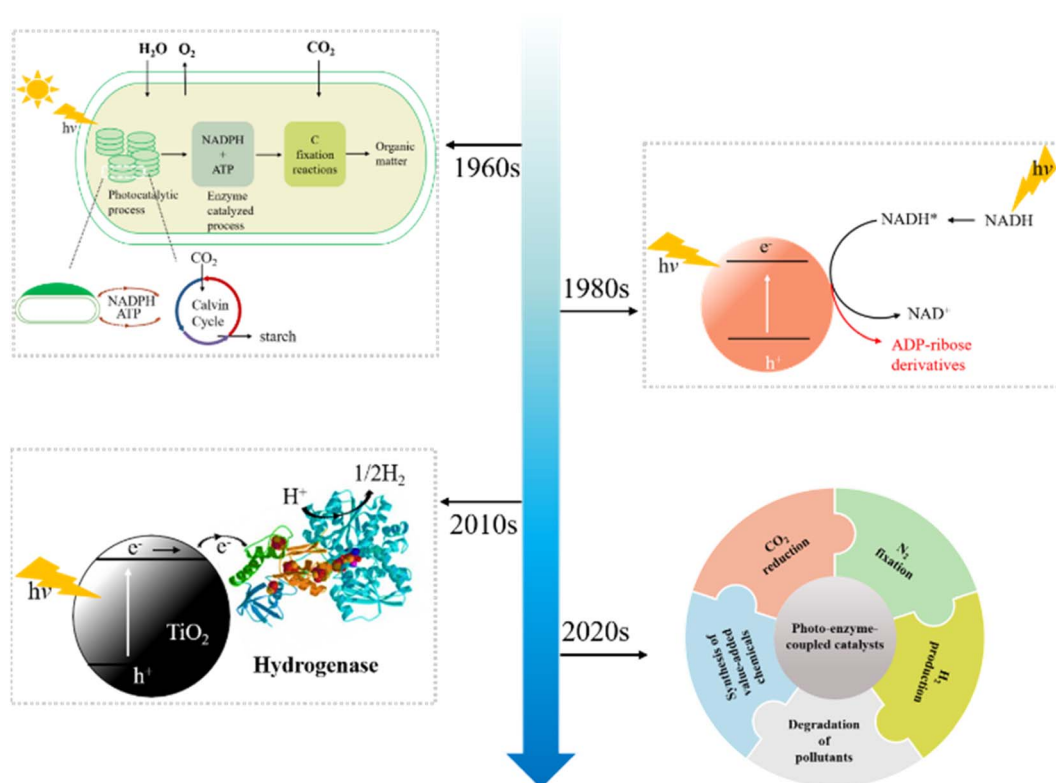 H₂O
O₂
CO₂
hν
NADPH
+
ATP
C
fixation
reactions
Organic
matter
Photocatalytic
process
Enzyme
catalyzed
process
CO₂
NADPH
ATP
Calvin
Cycle
starch
1960s
hν
NADH*
NADH
hν
e⁻
h⁺
NAD⁺
ADP-ribose
derivatives
1980s
H⁺
1/2H₂
e⁻
e⁻
hν
TiO₂
h⁺
Hydrogenase
2010s
2020s
CO₂
reduction
N₂
fixation
Photo-enzyme-
coupled catalysts
Synthesis of
value-added
chemicals
H₂
production
Degradation
of
pollutants